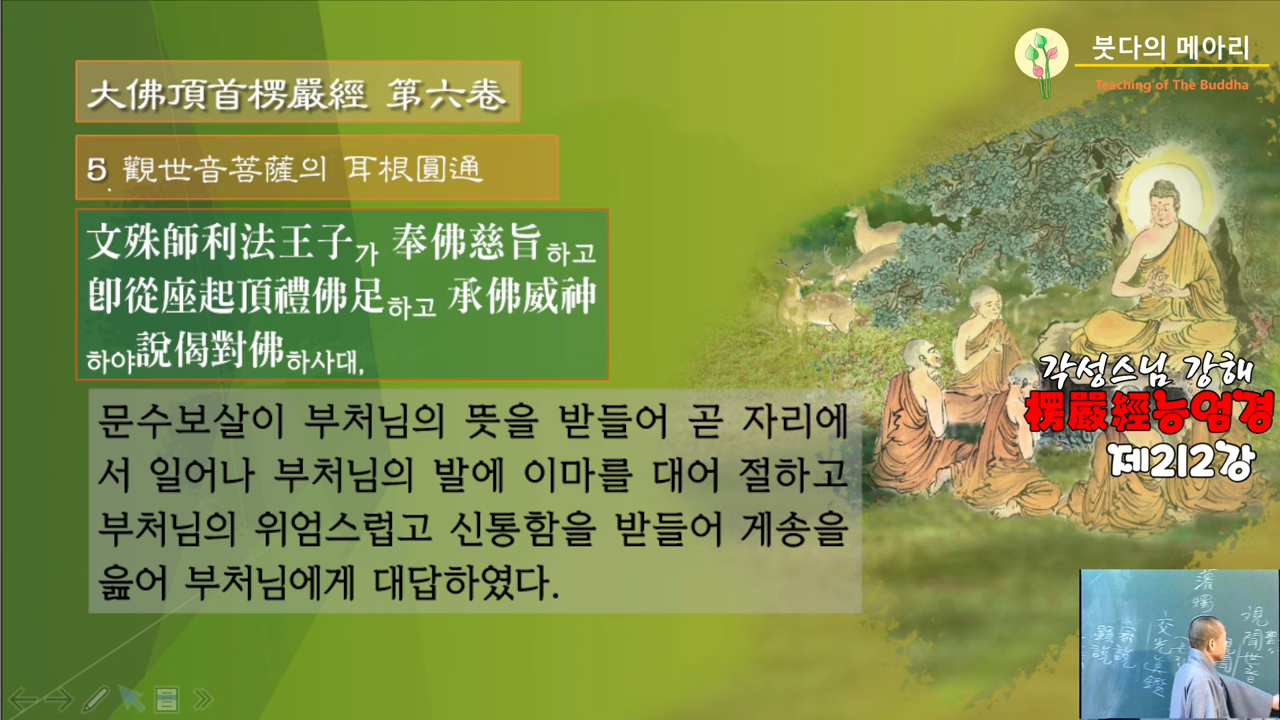 大佛頂首楞嚴經 第六卷
5. 觀世音菩薩의 耳根圓通
文殊師利法王子가 奉佛慈旨하고
卽從座起頂禮佛足하고 承佛威神
하야說偈對佛하사대,
문수보살이 부처님의 뜻을 받들어 곧 자리에
서 일어나 부처님의 발에 이마를 대어 절하고
부처님의 위엄스럽고 신통함을 받들어 게송을
읊어 부처님에게 대답하였다.
붓다의 메아리
Teaching of The Buddha
각성스님 강해
楞嚴經능엄경
제212강